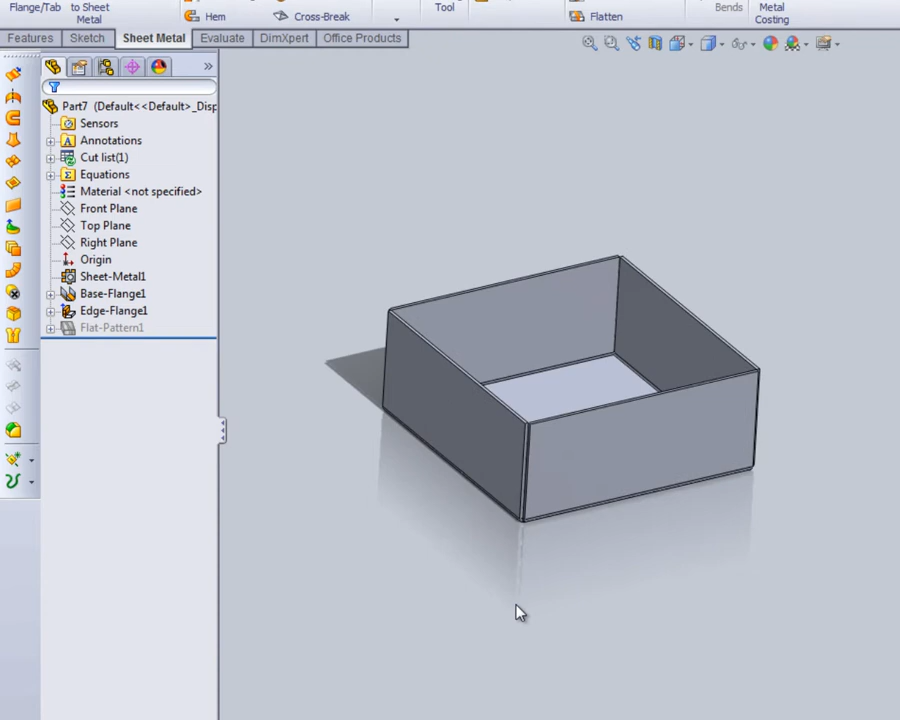 Flange/Tab to Sheet Metal Hem Cross-Break Tool Flatten Bends Metal Costing
Features Sketch Sheet Metal Evaluate DimXpert Office Products
»
Part7 (Default<<Default>_Disp
Sensors
A Annotations
Cut list(1)
Σ Equations
Material <not specified>
Front Plane
Top Plane
Right Plane
Origin
Sheet-Metal1
Base-Flange1
Edge-Flange1
Flat-Pattern1